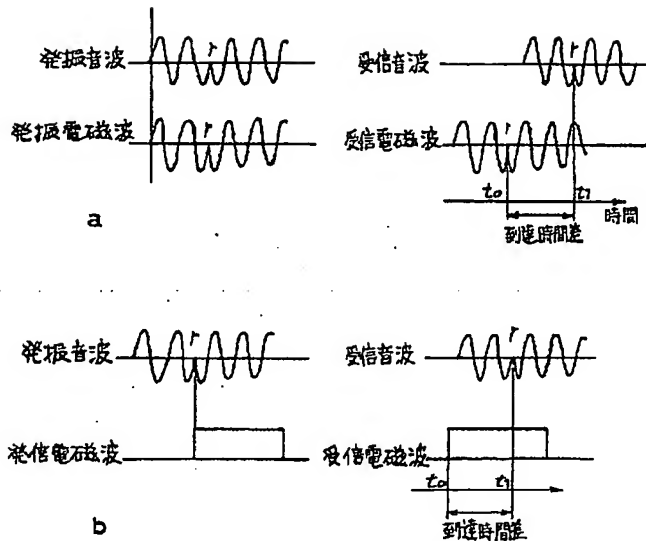 発振音波
r
受信音波
r
発振電磁波
r
受信電磁波
r
t₀
t₁
時間
到達時間差
a
発振音波
r
受信音波
r
発信電磁波
受信電磁波
t₀
t₁
到達時間差
b